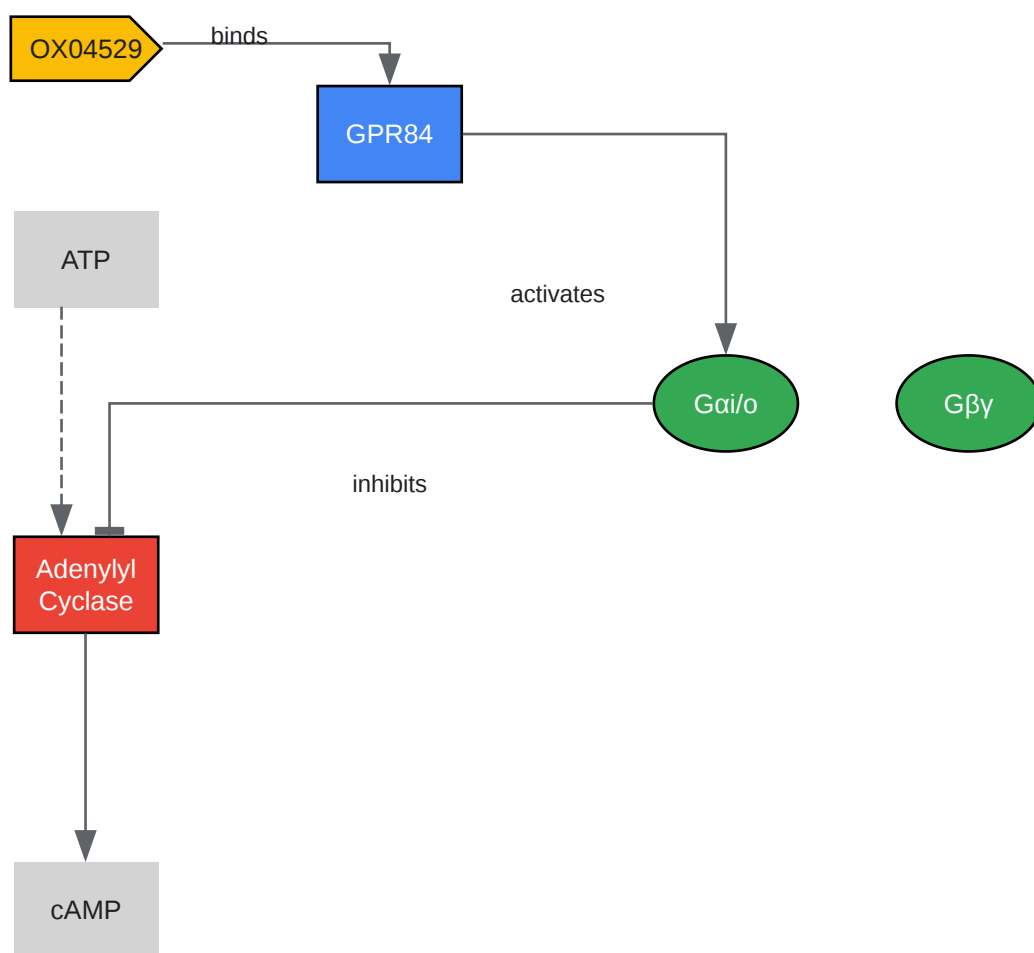 OX04529
binds
GPR84
ATP
activates
Gαi/o
Gβγ
inhibits
Adenylyl
Cyclase
cAMP